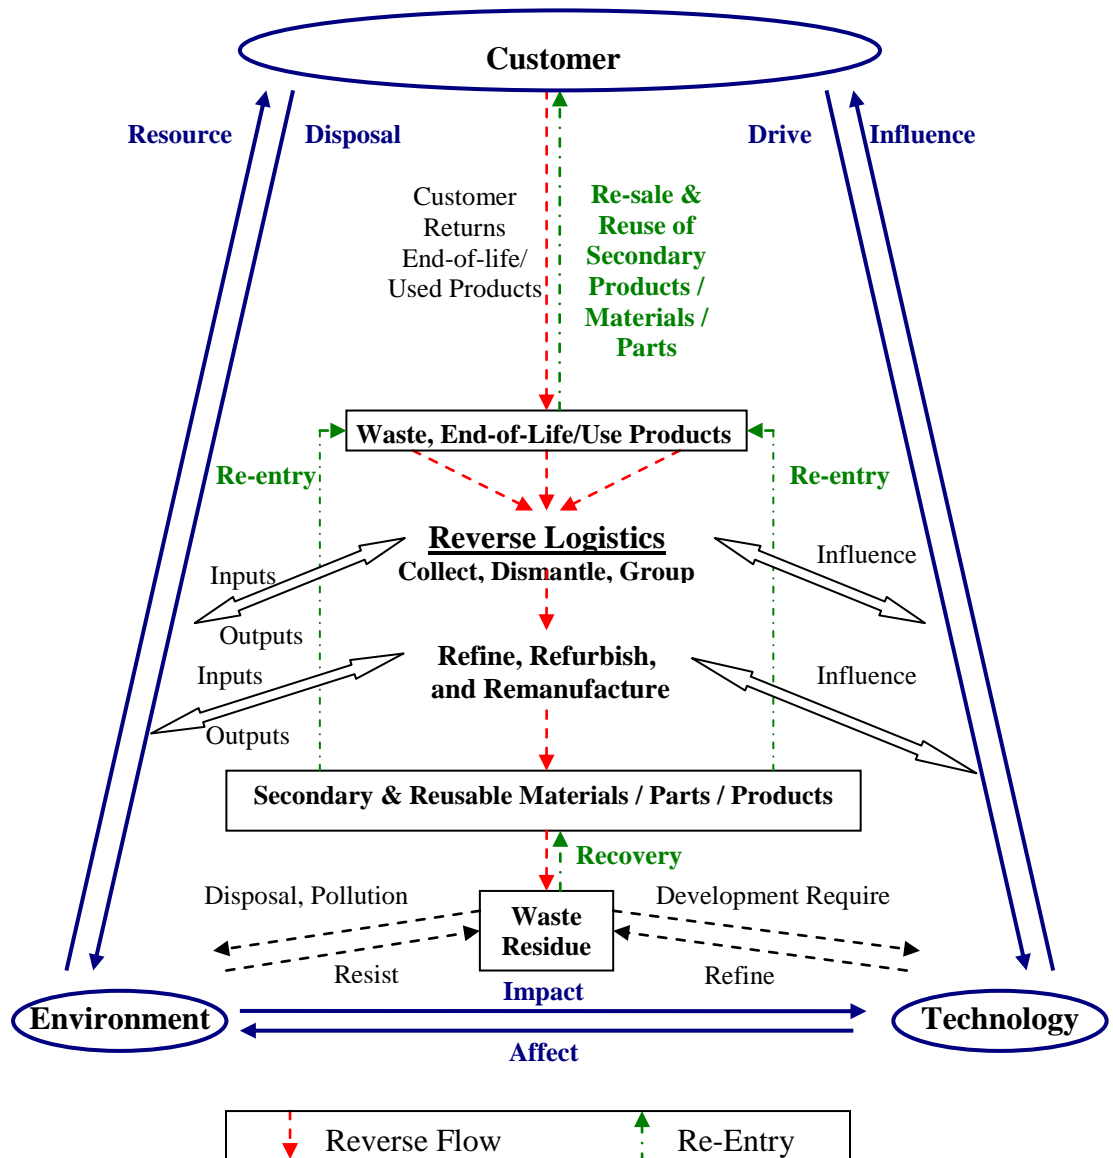 Customer
Resource
Disposal
Drive
Influence
Customer
Returns
End-of-life/
Used Products
Re-sale &
Reuse of
Secondary
Products /
Materials /
Parts
Waste, End-of-Life/Use Products
Re-entry
Re-entry
Reverse Logistics
Collect, Dismantle, Group
Inputs
Outputs
Influence
Refine, Refurbish,
and Remanufacture
Inputs
Outputs
Influence
Secondary & Reusable Materials / Parts / Products
Recovery
Disposal, Pollution
Development Require
Waste
Residue
Resist
Refine
Impact
Environment
Technology
Affect
Reverse Flow
Re-Entry